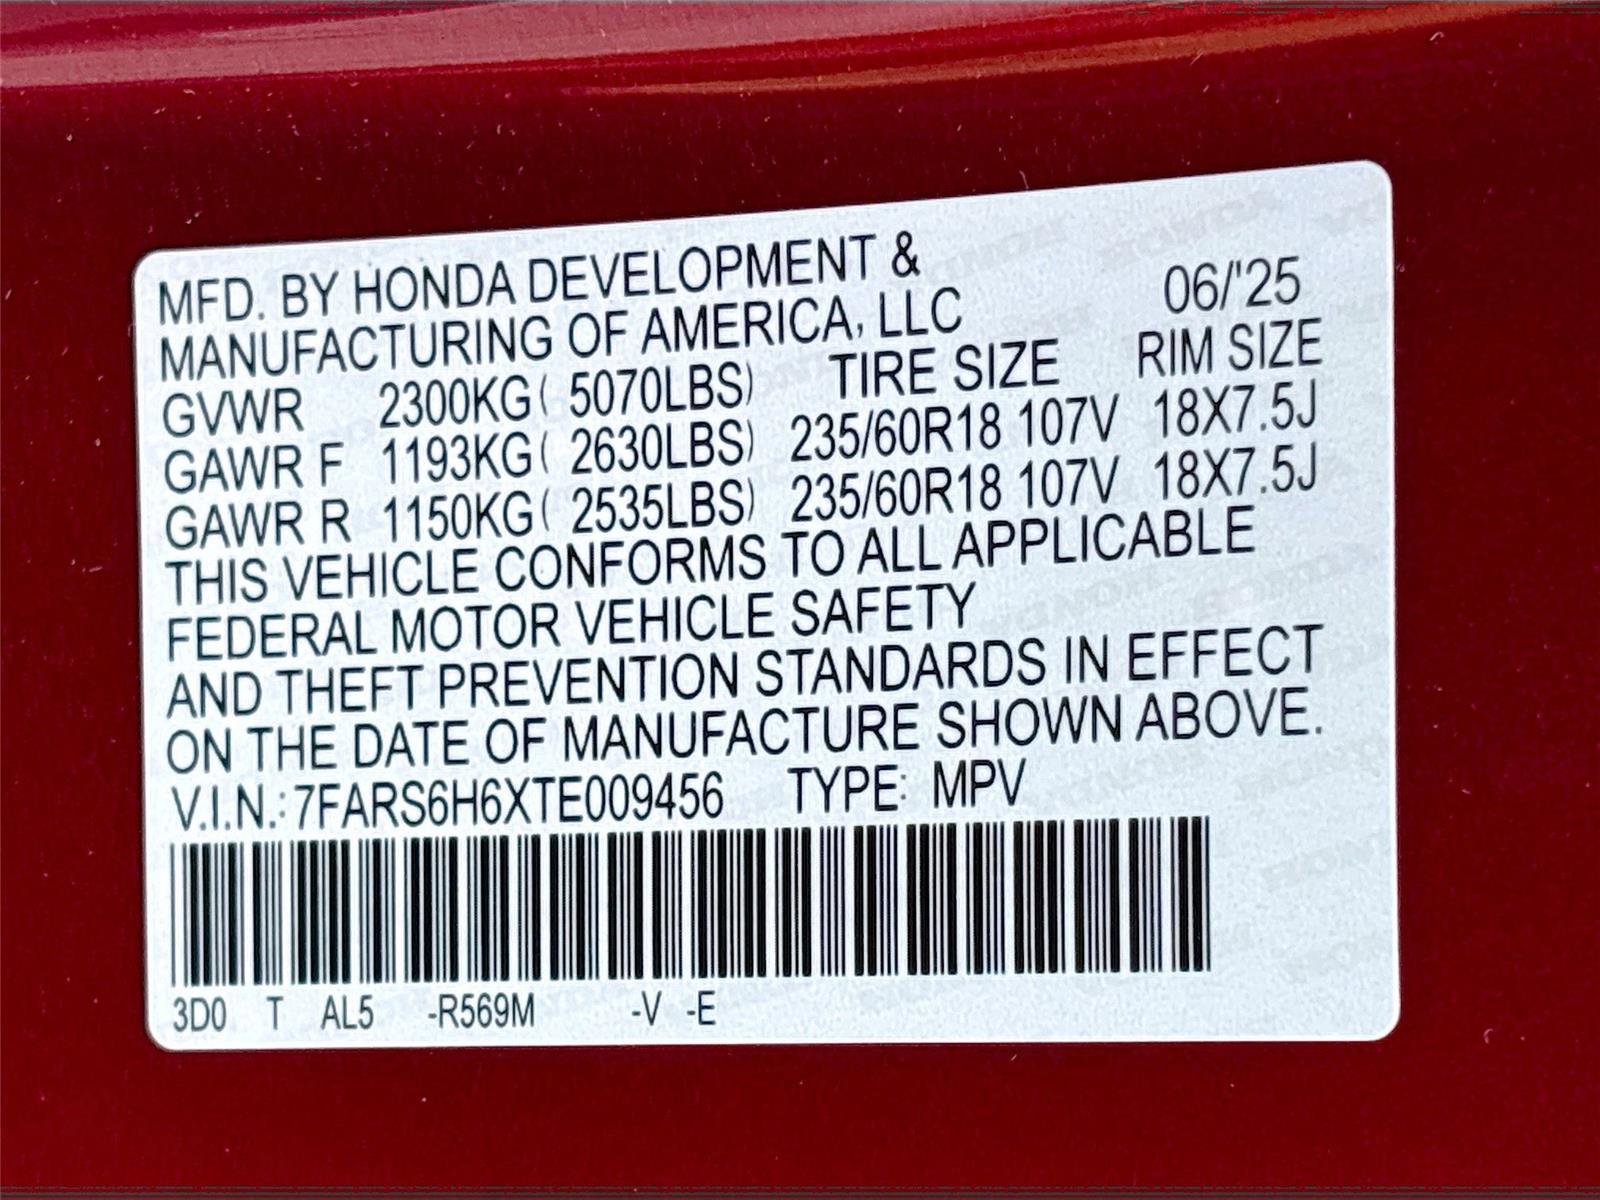 MFD. BY HONDA DEVELOPMENT &
MANUFACTURING OF AMERICA, LLC 06/'25
GVWR 2300KG( 5070LBS) TIRE SIZE RIM SIZE
GAWR F 1193KG( 2630LBS) 235/60R18 107V 18X7.5J
GAWR R 1150KG( 2535LBS) 235/60R18 107V 18X7.5J
THIS VEHICLE CONFORMS TO ALL APPLICABLE
FEDERAL MOTOR VEHICLE SAFETY
AND THEFT PREVENTION STANDARDS IN EFFECT
ON THE DATE OF MANUFACTURE SHOWN ABOVE.
V.I.N.: 7FARS6H6XTE009456 TYPE: MPV
3D0 T AL5 -R569M -V -E